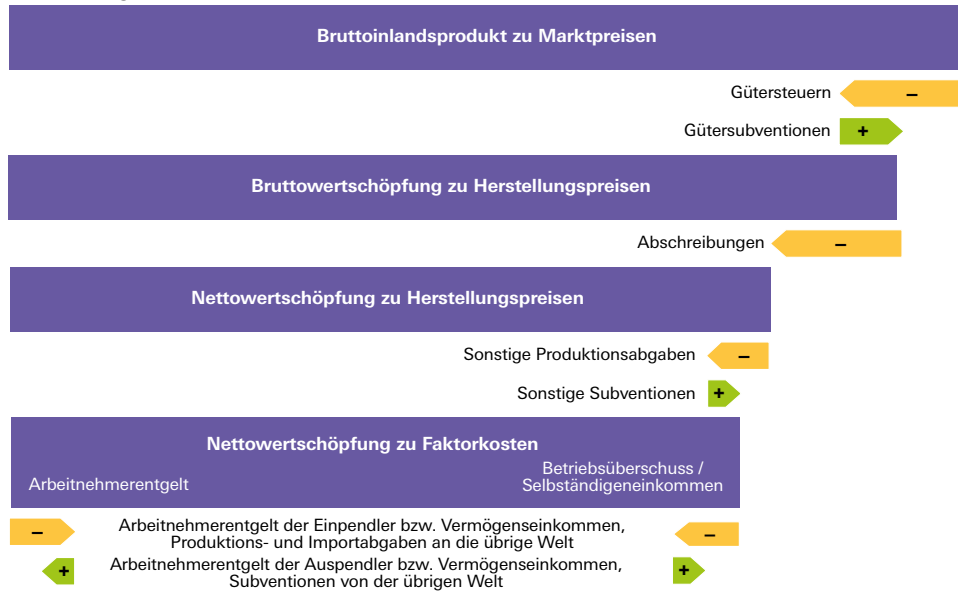 Bruttoinlandsprodukt zu Marktpreisen
Gütersteuern –
Gütersubventionen +
Bruttowertschöpfung zu Herstellungspreisen
Abschreibungen –
Nettowertschöpfung zu Herstellungspreisen
Sonstige Produktionsabgaben –
Sonstige Subventionen +
Nettowertschöpfung zu Faktorkosten
Arbeitnehmerentgelt
Betriebsüberschuss /
Selbständigeneinkommen
– Arbeitnehmerentgelt der Einpendler bzw. Vermögenseinkommen, –
Produktions- und Importabgaben an die übrige Welt
+ Arbeitnehmerentgelt der Auspendler bzw. Vermögenseinkommen, +
Subventionen von der übrigen Welt